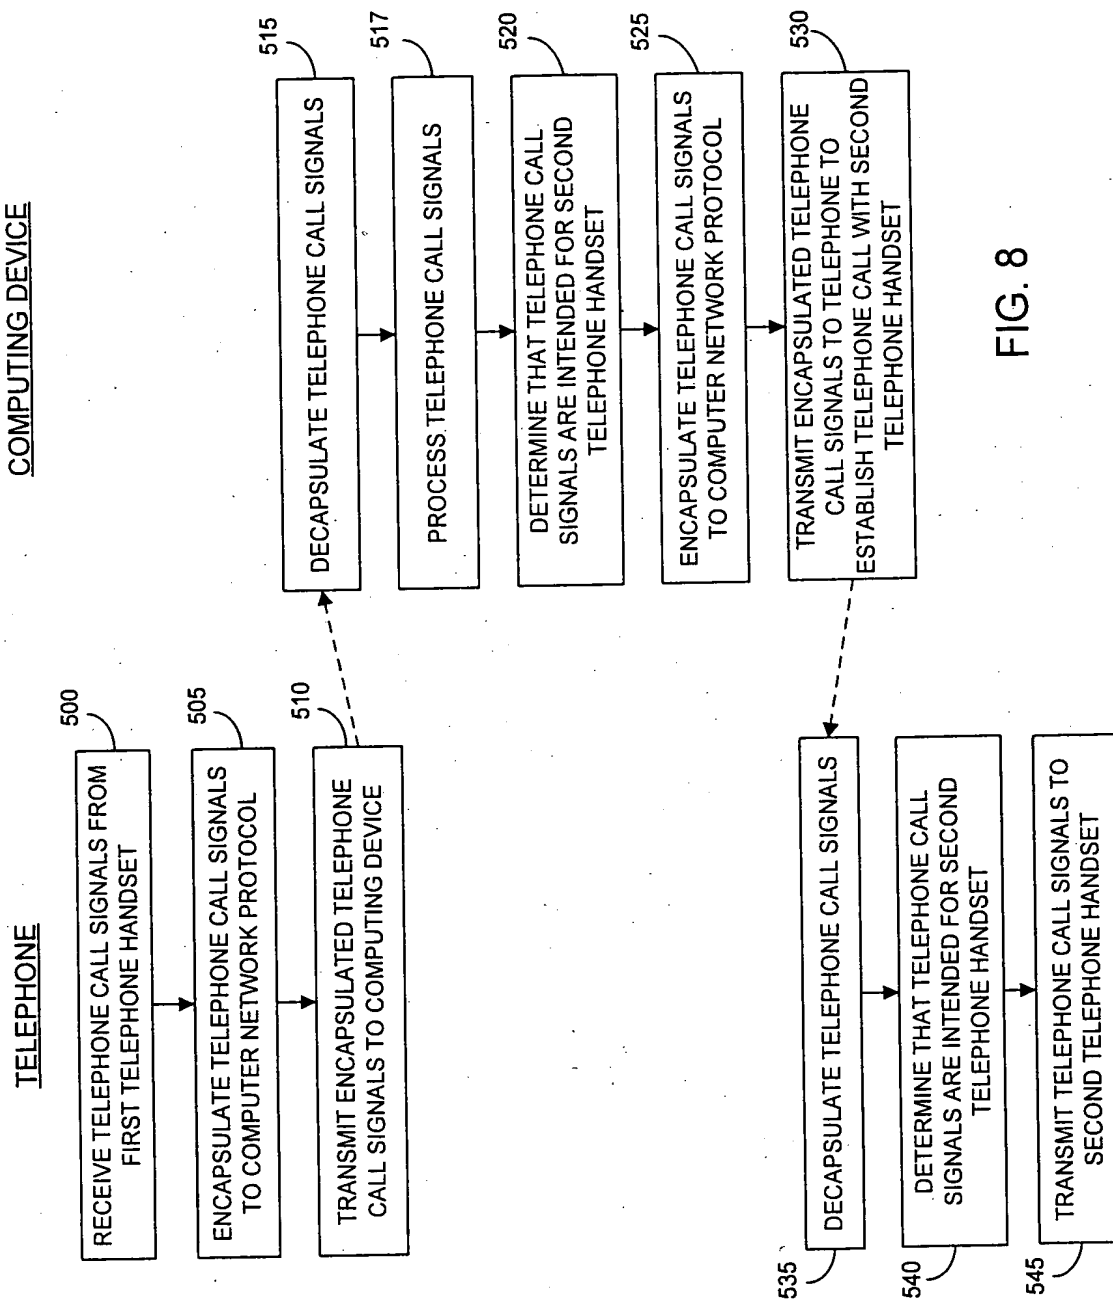 TELEPHONE
COMPUTING DEVICE
500
RECEIVE TELEPHONE CALL SIGNALS FROM
FIRST TELEPHONE HANDSET
505
ENCAPSULATE TELEPHONE CALL SIGNALS
TO COMPUTER NETWORK PROTOCOL
510
TRANSMIT ENCAPSULATED TELEPHONE
CALL SIGNALS TO COMPUTING DEVICE
515
DECAPSULATE TELEPHONE CALL SIGNALS
517
PROCESS TELEPHONE CALL SIGNALS
520
DETERMINE THAT TELEPHONE CALL
SIGNALS ARE INTENDED FOR SECOND
TELEPHONE HANDSET
525
ENCAPSULATE TELEPHONE CALL SIGNALS
TO COMPUTER NETWORK PROTOCOL
530
TRANSMIT ENCAPSULATED TELEPHONE
CALL SIGNALS TO TELEPHONE TO
ESTABLISH TELEPHONE CALL WITH SECOND
TELEPHONE HANDSET
535
DECAPSULATE TELEPHONE CALL SIGNALS
540
DETERMINE THAT TELEPHONE CALL
SIGNALS ARE INTENDED FOR SECOND
TELEPHONE HANDSET
545
TRANSMIT TELEPHONE CALL SIGNALS TO
SECOND TELEPHONE HANDSET
FIG. 8